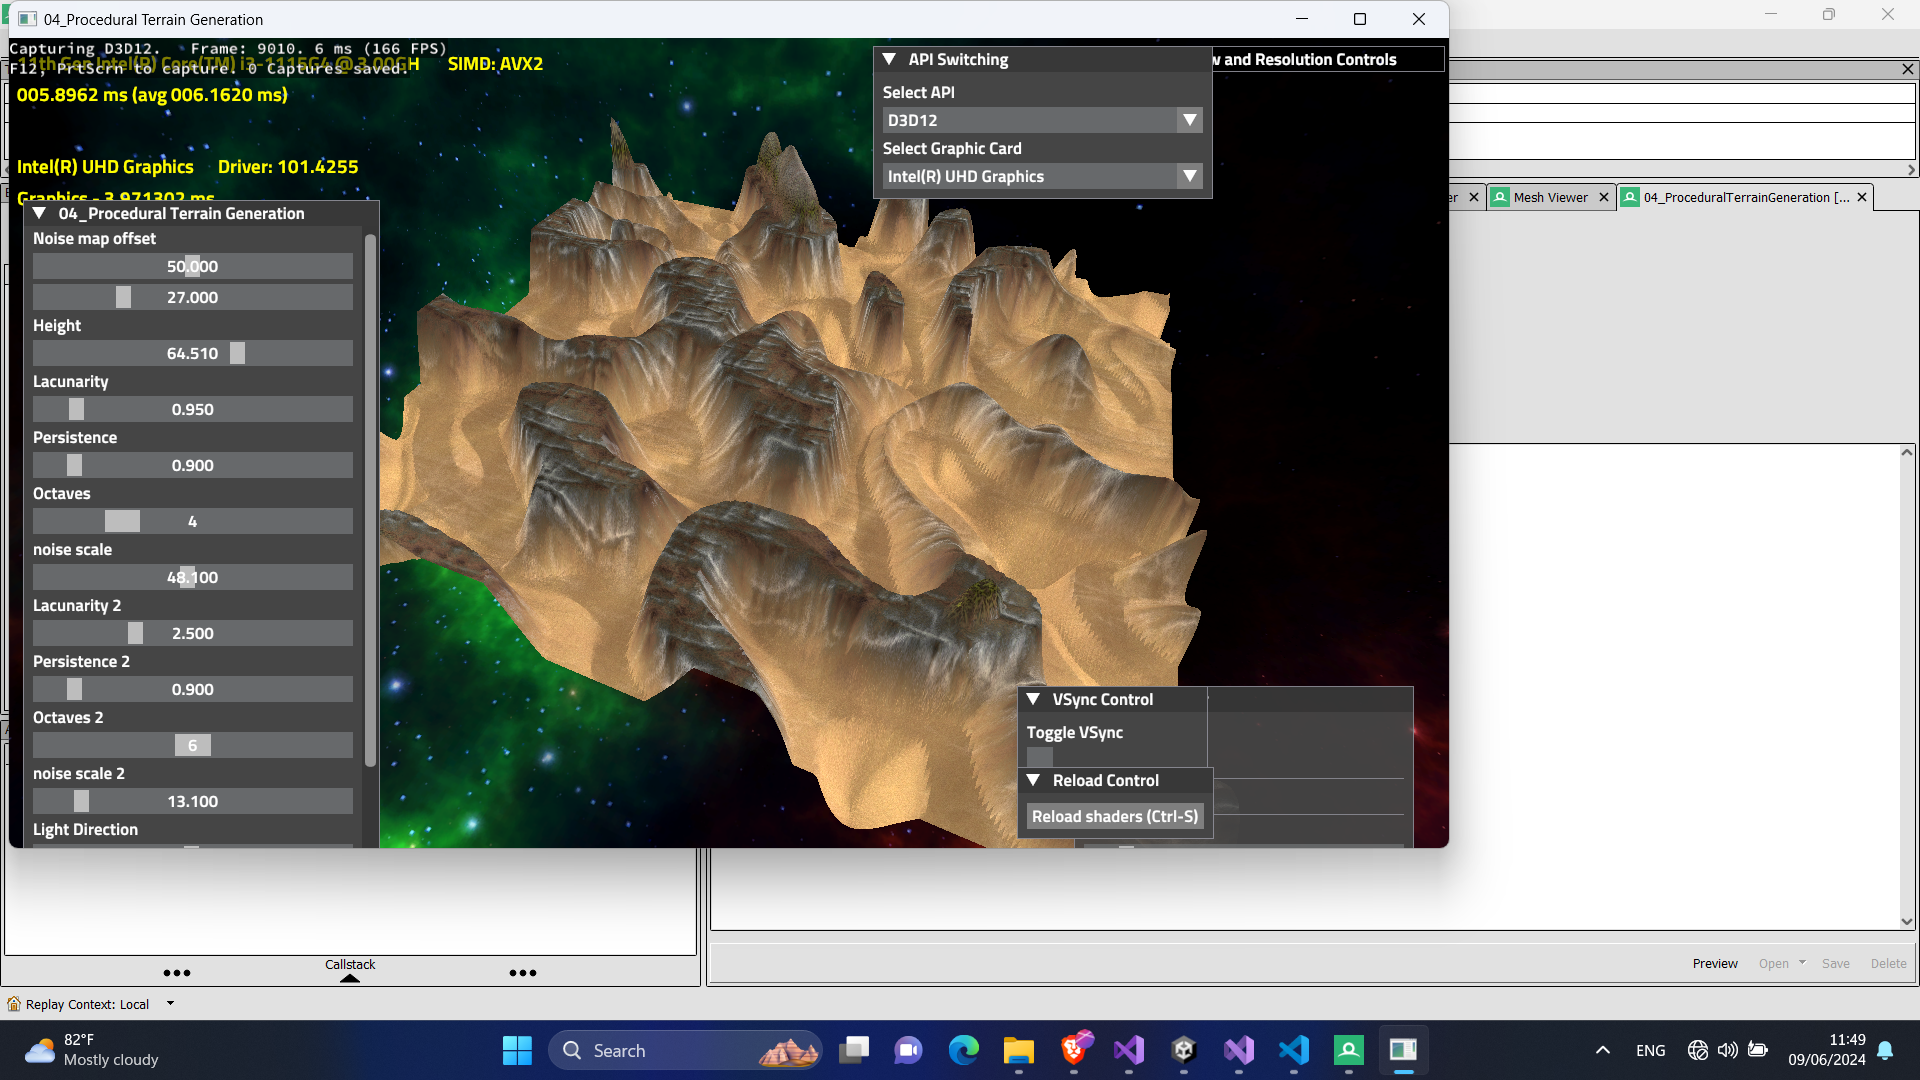 04_Procedural Terrain Generation
Capturing D3D12. Frame: 9010. 6 ms (166 FPS)
11th Gen Intel(R) Core(TM) i3-1115G4 @ 3.00GH SIMD: AVX2
F12, PrtScrn to capture. 0 Captures saved.
005.8962 ms (avg 006.1620 ms)
Intel(R) UHD Graphics Driver: 101.4255
Graphics - 3.971302 ms
04_Procedural Terrain Generation
Noise map offset
50.000
27.000
Height
64.510
Lacunarity
0.950
Persistence
0.900
Octaves
4
noise scale
48.100
Lacunarity 2
2.500
Persistence 2
0.900
Octaves 2
6
noise scale 2
13.100
Light Direction
API Switching
Select API
D3D12
Select Graphic Card
Intel(R) UHD Graphics
w and Resolution Controls
VSync Control
Toggle VSync
Reload Control
Reload shaders (Ctrl-S)
er
Mesh Viewer
04_ProceduralTerrainGeneration [...
Callstack
Preview
Open
Save
Delete
Replay Context: Local
82°F
Mostly cloudy
Search
ENG
11:49
09/06/2024